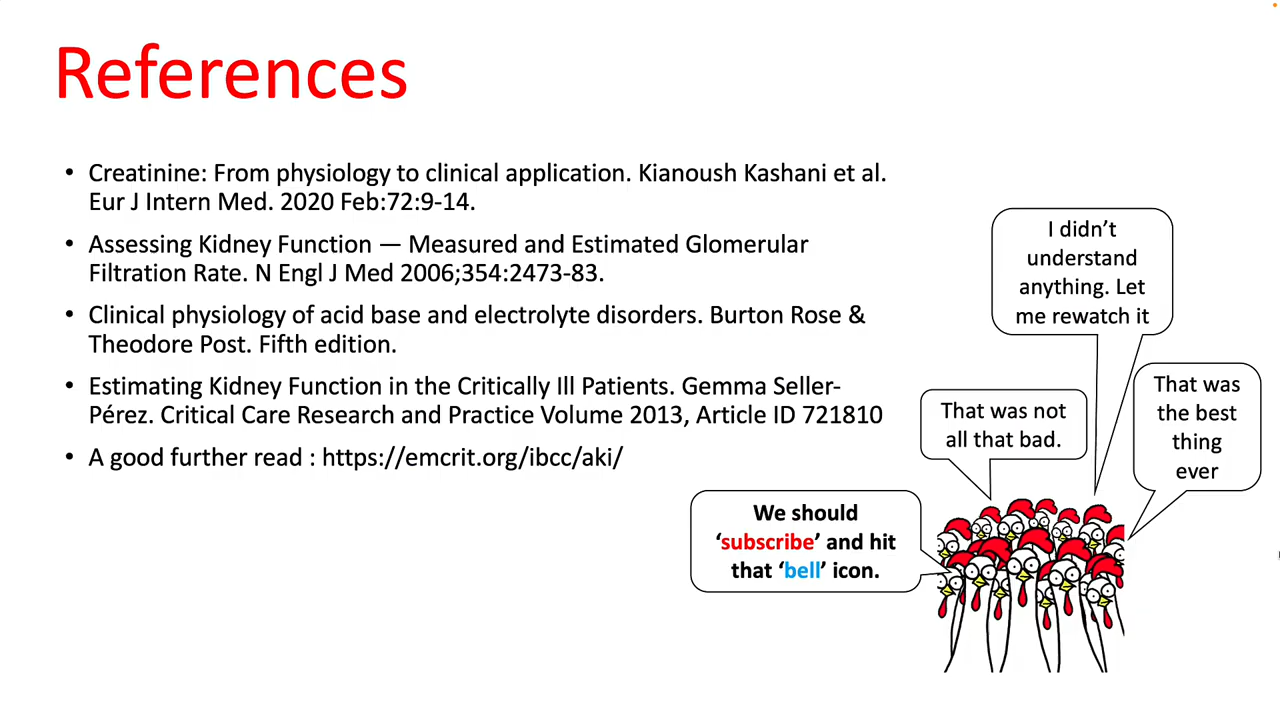 References
• Creatinine: From physiology to clinical application. Kianoush Kashani et al.
Eur J Intern Med. 2020 Feb:72:9-14.
• Assessing Kidney Function — Measured and Estimated Glomerular
Filtration Rate. N Engl J Med 2006;354:2473-83.
• Clinical physiology of acid base and electrolyte disorders. Burton Rose &
Theodore Post. Fifth edition.
• Estimating Kidney Function in the Critically Ill Patients. Gemma Seller-
Pérez. Critical Care Research and Practice Volume 2013, Article ID 721810
• A good further read : https://emcrit.org/ibcc/aki/
I didn’t
understand
anything. Let
me rewatch it
That was not
all that bad.
That was
the best
thing
ever
We should
‘subscribe’ and hit
that ‘bell’ icon.